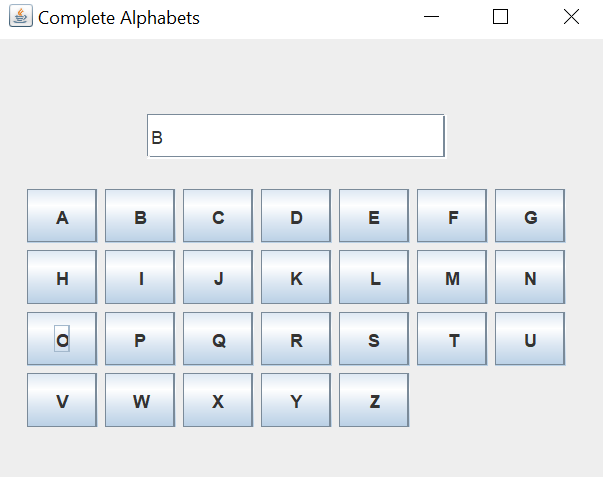 Complete Alphabets
B
A B C D E F G
H I J K L M N
O P Q R S T U
V W X Y Z